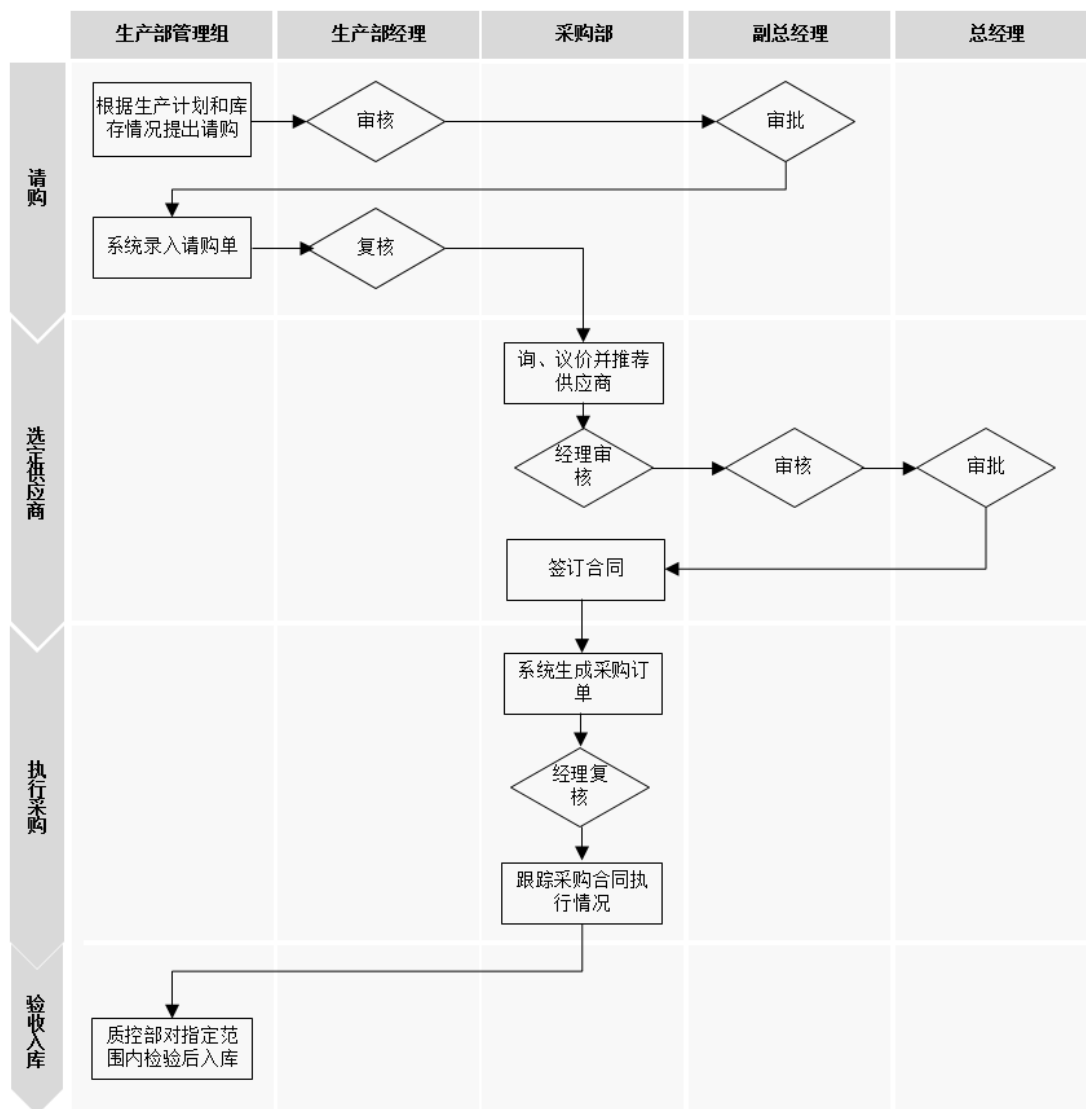 生产部管理组
生产部经理
采购部
副总经理
总经理
请购
根据生产计划和库
存情况提出请购
审核
审批
系统录入请购单
复核
选定供应商
询、议价并推荐
供应商
经理审
核
审核
审批
签订合同
执行采购
系统生成采购订
单
经理复
核
跟踪采购合同执
行情况
验收入库
质控部对指定范
围内检验后入库